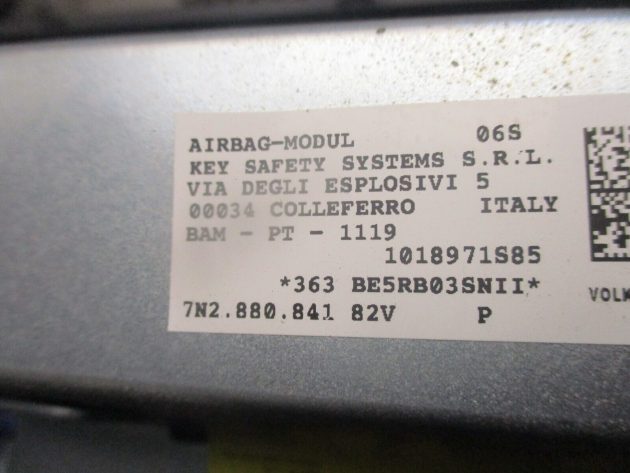 AIRBAG-MODUL 06S
KEY SAFETY SYSTEMS S.R.L.
VIA DEGLI ESPLOSIVI 5
00034 COLLEFERRO ITALY
BAM - PT - 1119
1018971S85
*363 BE5RB03SNII*
7N2.880.841 82V P
VOLK